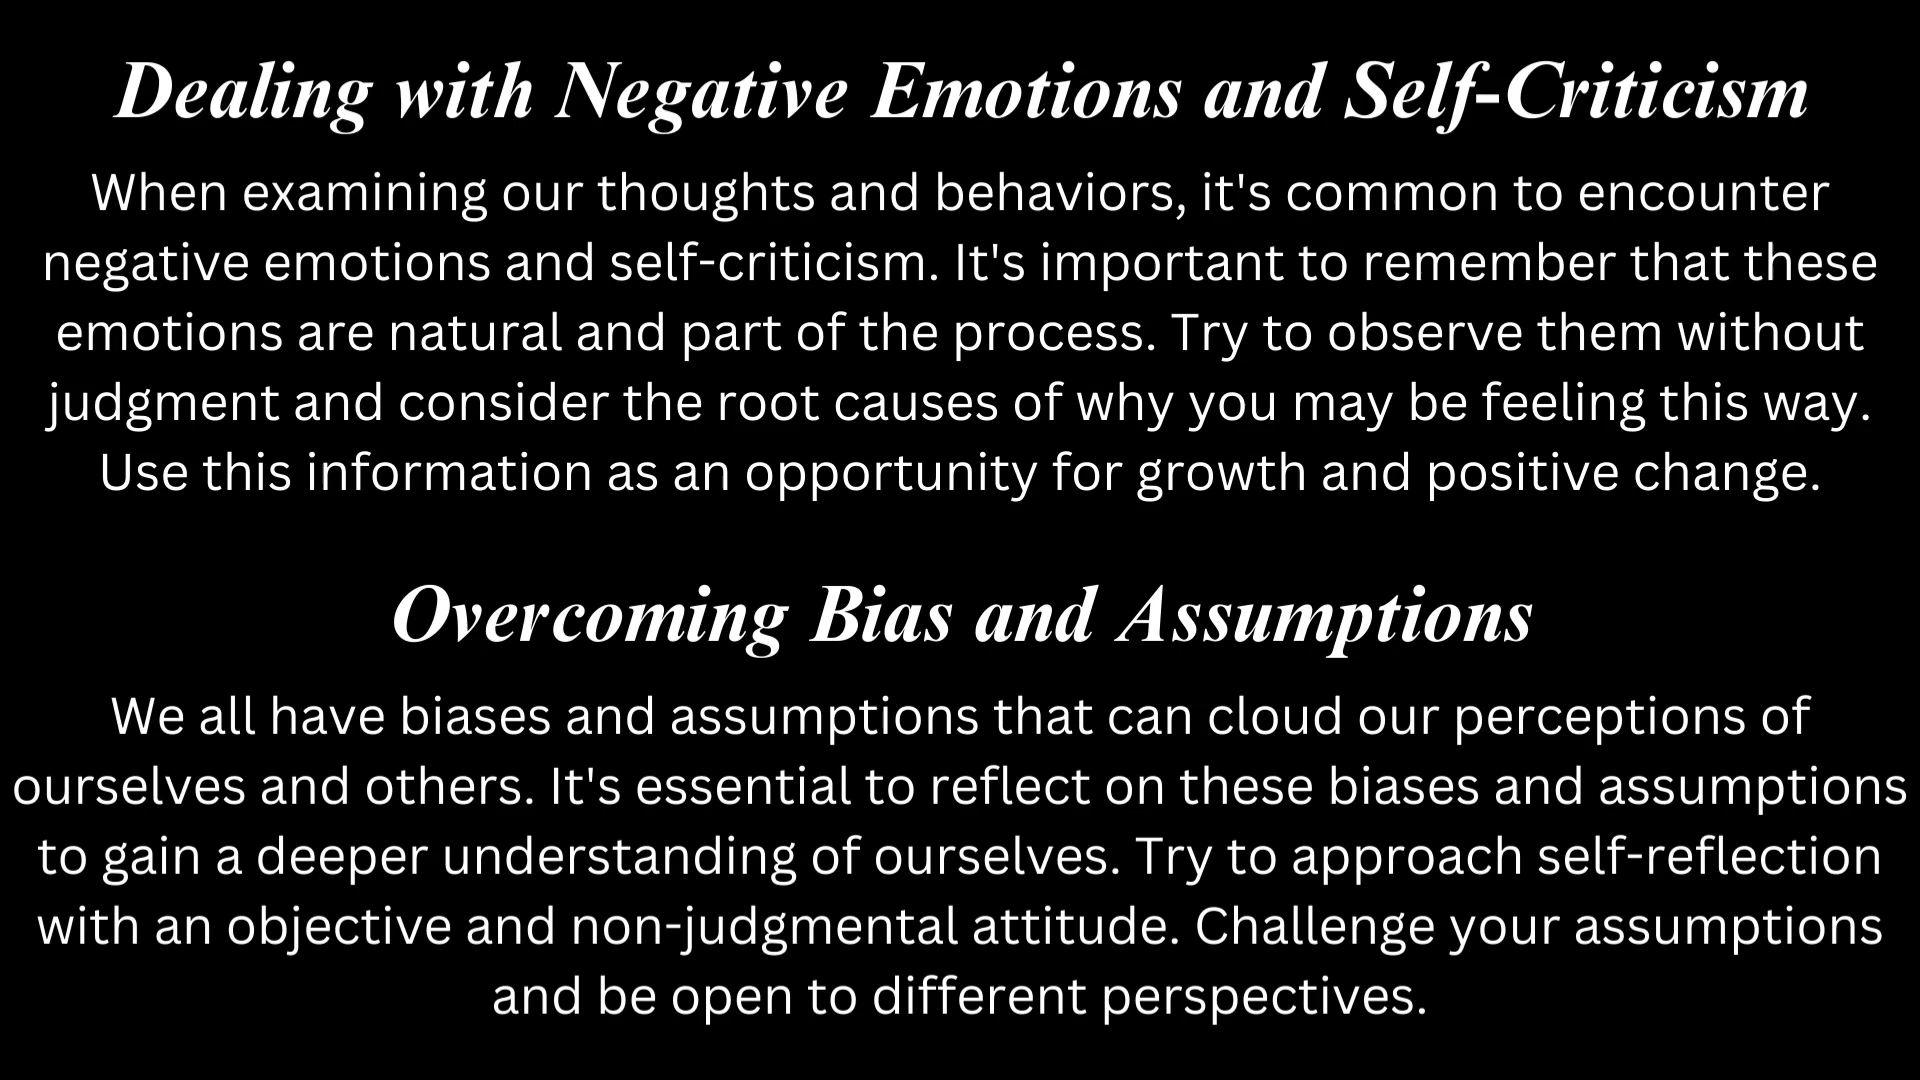 Dealing with Negative Emotions and Self-Criticism
When examining our thoughts and behaviors, it's common to encounter
negative emotions and self-criticism. It's important to remember that these
emotions are natural and part of the process. Try to observe them without
judgment and consider the root causes of why you may be feeling this way.
Use this information as an opportunity for growth and positive change.
Overcoming Bias and Assumptions
We all have biases and assumptions that can cloud our perceptions of
ourselves and others. It's essential to reflect on these biases and assumptions
to gain a deeper understanding of ourselves. Try to approach self-reflection
with an objective and non-judgmental attitude. Challenge your assumptions
and be open to different perspectives.